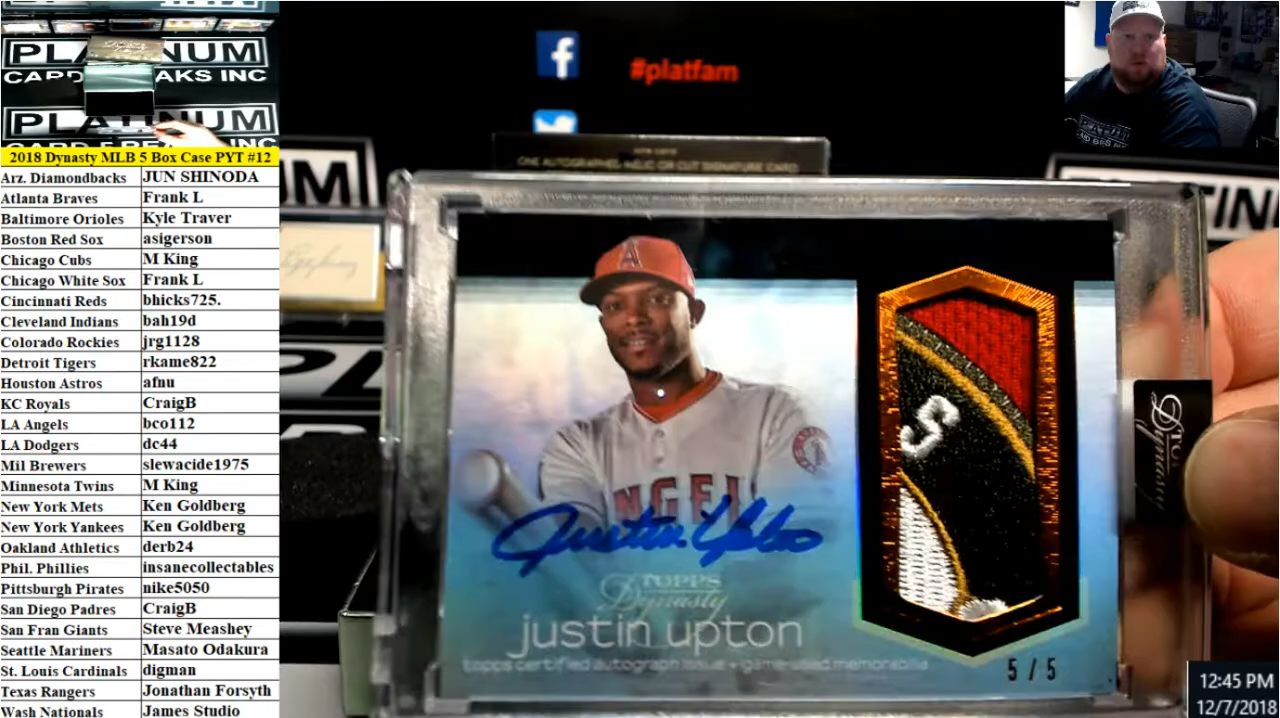 PLATINUM
CARD BREAKS INC
PLATINUM
2018 Dynasty MLB 5 Box Case PYT #12
Arz. Diamondbacks JUN SHINODA
Atlanta Braves Frank L
Baltimore Orioles Kyle Traver
Boston Red Sox asigerson
Chicago Cubs M King
Chicago White Sox Frank L
Cincinnati Reds bhicks725.
Cleveland Indians bah19d
Colorado Rockies jrg1128
Detroit Tigers rkame822
Houston Astros afnu
KC Royals CraigB
LA Angels bco112
LA Dodgers dc44
Mil Brewers slewacide1975
Minnesota Twins M King
New York Mets Ken Goldberg
New York Yankees Ken Goldberg
Oakland Athletics derb24
Phil. Phillies insanecollectables
Pittsburgh Pirates nike5050
San Diego Padres CraigB
San Fran Giants Steve Meashey
Seattle Mariners Masato Odakura
St. Louis Cardinals digman
Texas Rangers Jonathan Forsyth
Wash Nationals James Studio
#platfam
ONE AUTOGRAPHED RELIC OR CUT SIGNATURE CARD
A
ANGELS
S
Justin Upton
TOPPS
Dynasty
justin upton
topps certified autograph issue • game-used memorabilia
5 / 5
TOPPS
Dynasty
PLATINUM
12:45 PM
12/7/2018